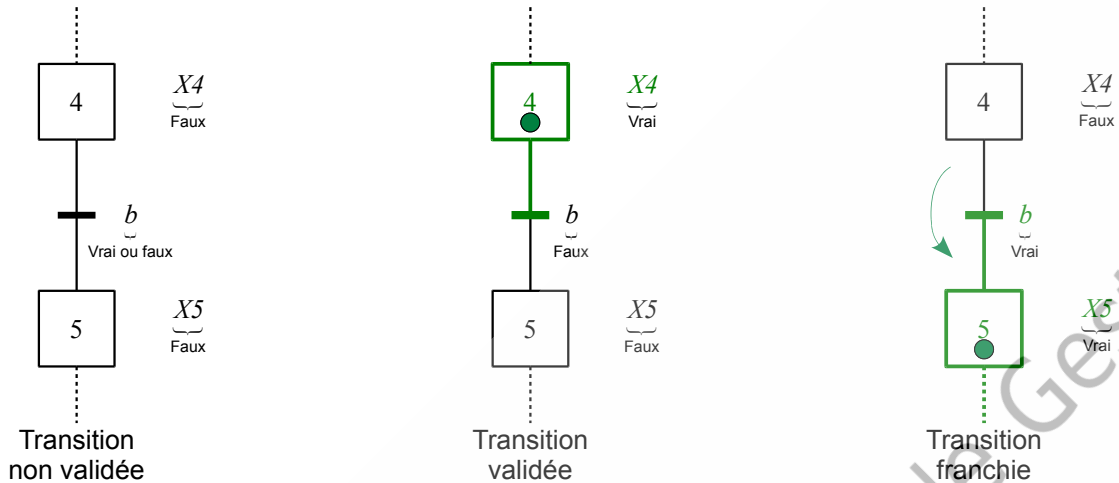 4
X4
Faux
b
Vrai ou faux
5
X5
Faux
Transition
non validée
4
X4
Vrai
b
Faux
5
X5
Faux
Transition
validée
4
X4
Faux
b
Vrai
5
X5
Vrai
Transition
franchie